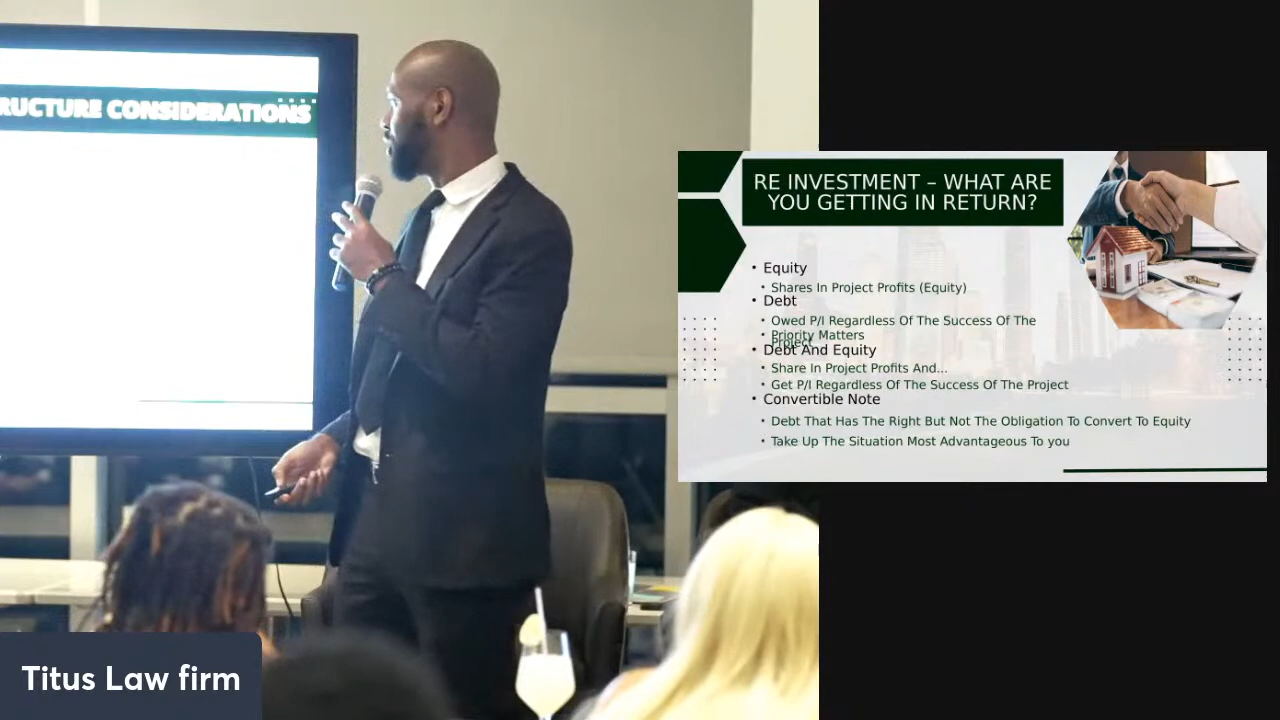 RUCTURE CONSIDERATIONS
RE INVESTMENT – WHAT ARE
YOU GETTING IN RETURN?
• Equity
• Shares In Project Profits (Equity)
• Debt
• Owed P/I Regardless Of The Success Of The
Project
• Priority Matters
• Debt And Equity
• Share In Project Profits And...
• Get P/I Regardless Of The Success Of The Project
• Convertible Note
• Debt That Has The Right But Not The Obligation To Convert To Equity
• Take Up The Situation Most Advantageous To you
Titus Law firm